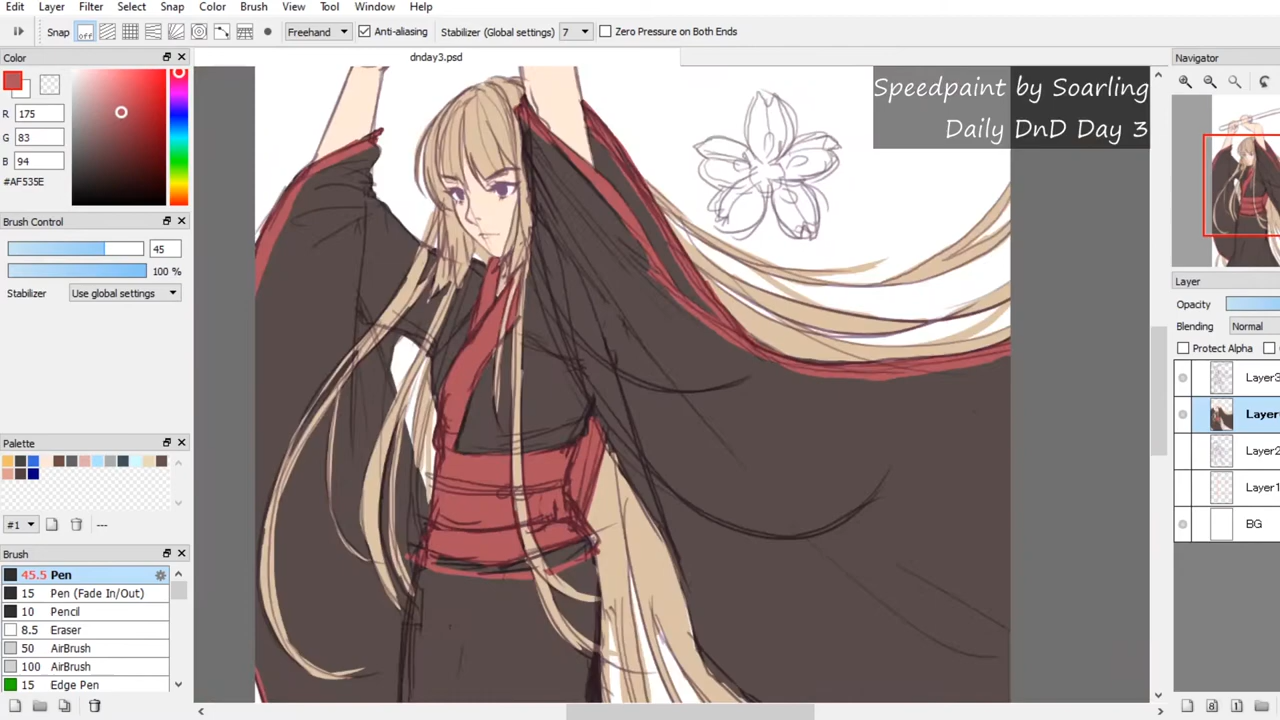 Edit Layer Filter Select Snap Color Brush View Tool Window Help
Snap off Freehand Anti-aliasing Stabilizer (Global settings) 7 Zero Pressure on Both Ends
Color
dnday3.psd
Navigator
Speedpaint by Soarling
Daily DnD Day 3
R 175
G 83
B 94
#AF535E
Brush Control
45
100 %
Stabilizer Use global settings
Layer
Opacity
Blending Normal
Protect Alpha
Layer3
Layer
Layer2
Layer1
BG
Palette
#1 ---
Brush
45.5 Pen
15 Pen (Fade In/Out)
10 Pencil
8.5 Eraser
50 AirBrush
100 AirBrush
15 Edge Pen